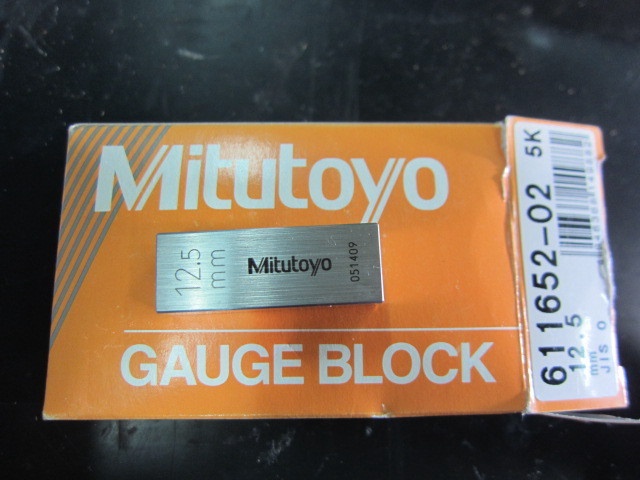 Mitutoyo
12.5
mm
Mitutoyo
051409
GAUGE BLOCK
611652-02 5K
12.5
mm
JIS 0